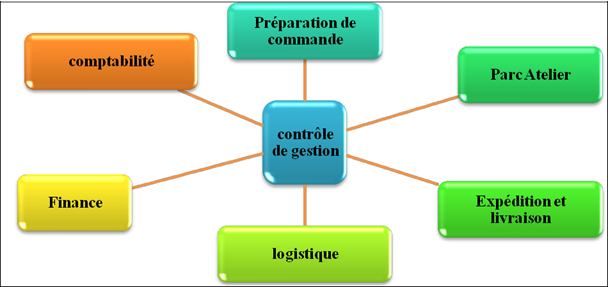 Préparation de
commande
comptabilité
Parc Atelier
contrôle
de gestion
Finance
Expédition et
livraison
logistique